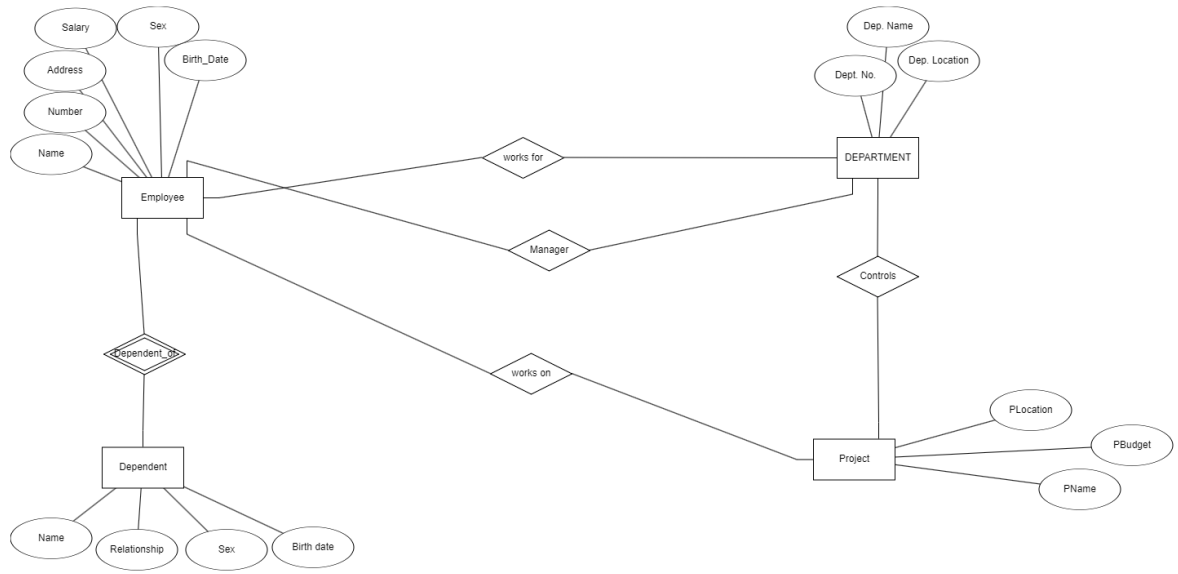 Salary
Sex
Birth_Date
Address
Number
Name
Employee
Dep. Name
Dep. Location
Dept. No.
DEPARTMENT
works for
Manager
Controls
Dependent_of
works on
PLocation
PBudget
PName
Project
Dependent
Name
Relationship
Sex
Birth date